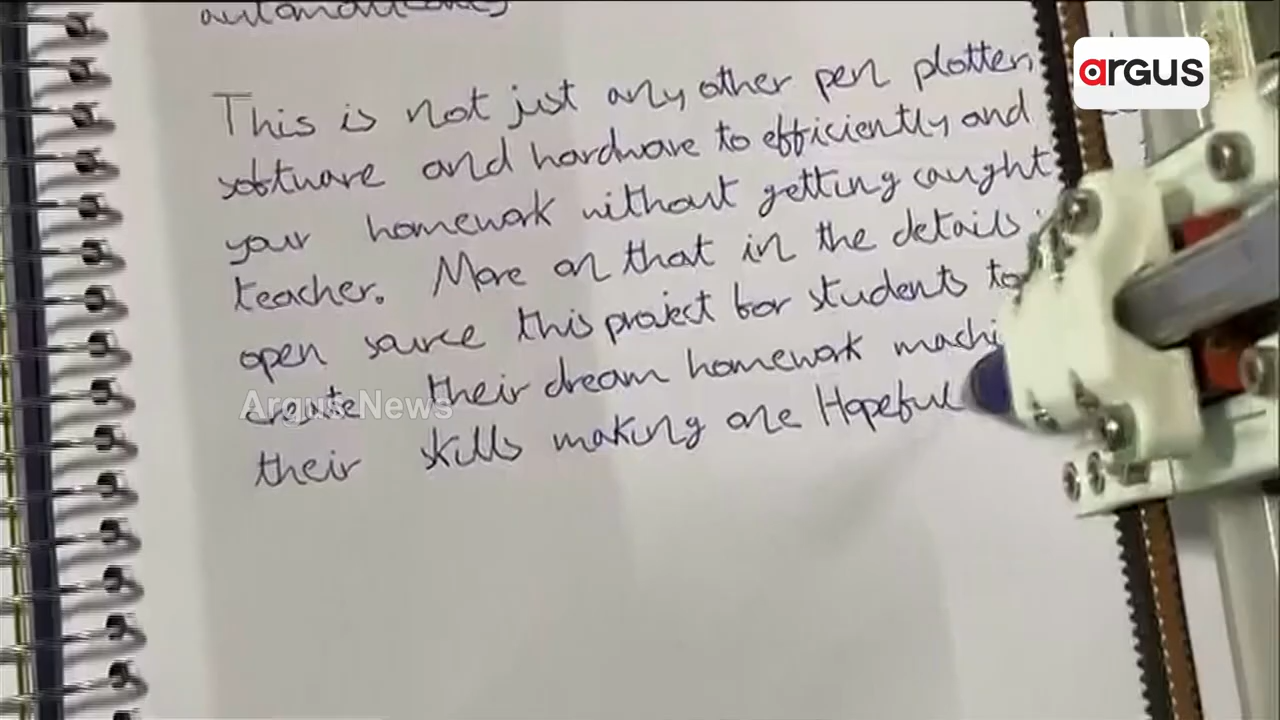 automatically
argus
This is not just any other pen plotter,
software and hardware to efficiently and
your homework without getting caught
teacher. More on that in the details
open source this project for students to
create their dream homework machi
ArgusNews
their skills making one Hopeful